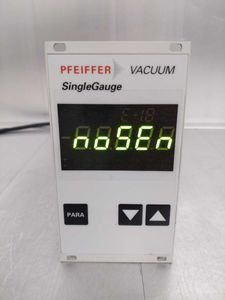 PFEIFFER VACUUM
SingleGauge
noSEn
PARA